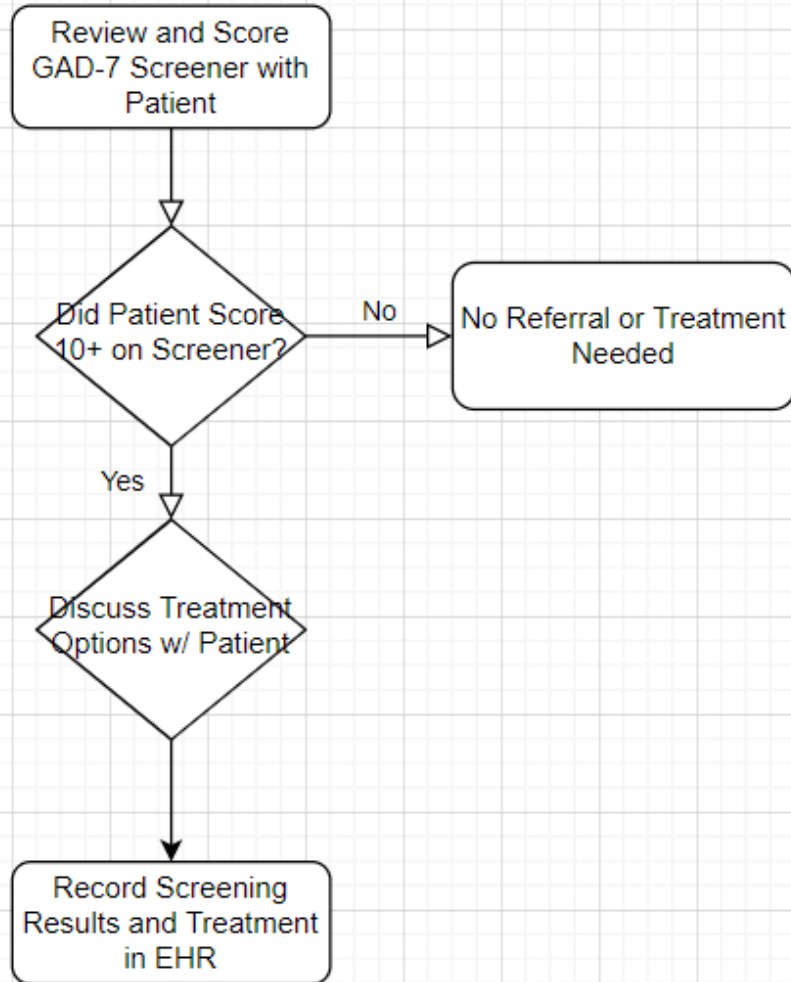 Review and Score
GAD-7 Screener with
Patient
Did Patient Score
10+ on Screener?
No
No Referral or Treatment
Needed
Yes
Discuss Treatment
Options w/ Patient
Record Screening
Results and Treatment
in EHR